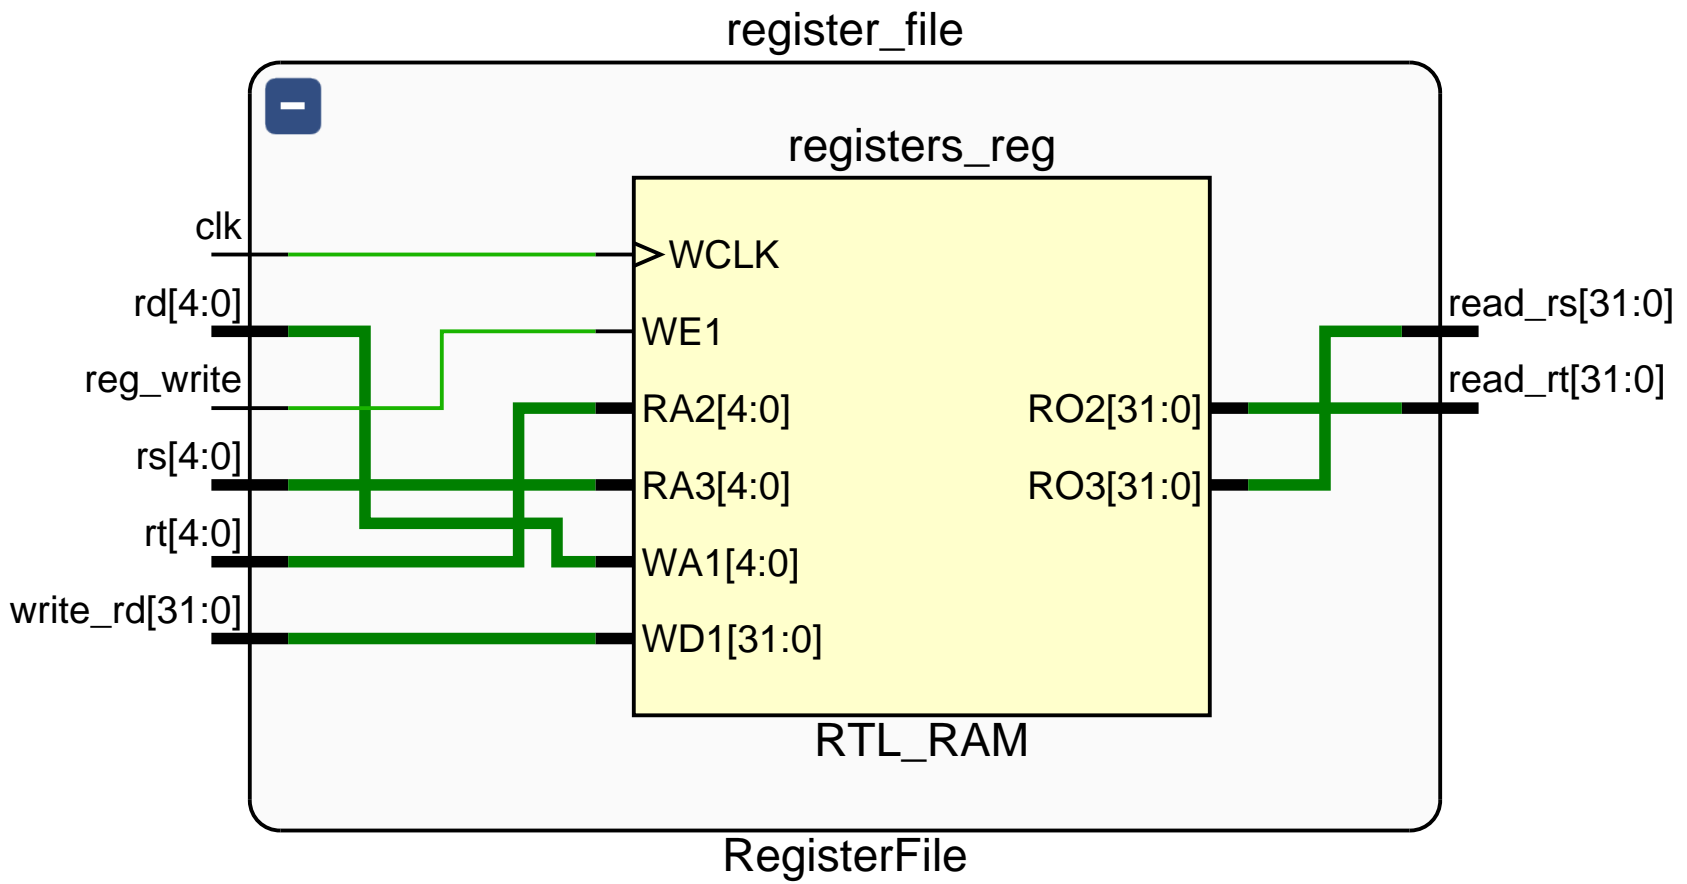 register_file
registers_reg
clk
rd[4:0]
reg_write
rs[4:0]
rt[4:0]
write_rd[31:0]
WCLK
WE1
RA2[4:0]
RA3[4:0]
WA1[4:0]
WD1[31:0]
RO2[31:0]
RO3[31:0]
read_rs[31:0]
read_rt[31:0]
RTL_RAM
RegisterFile